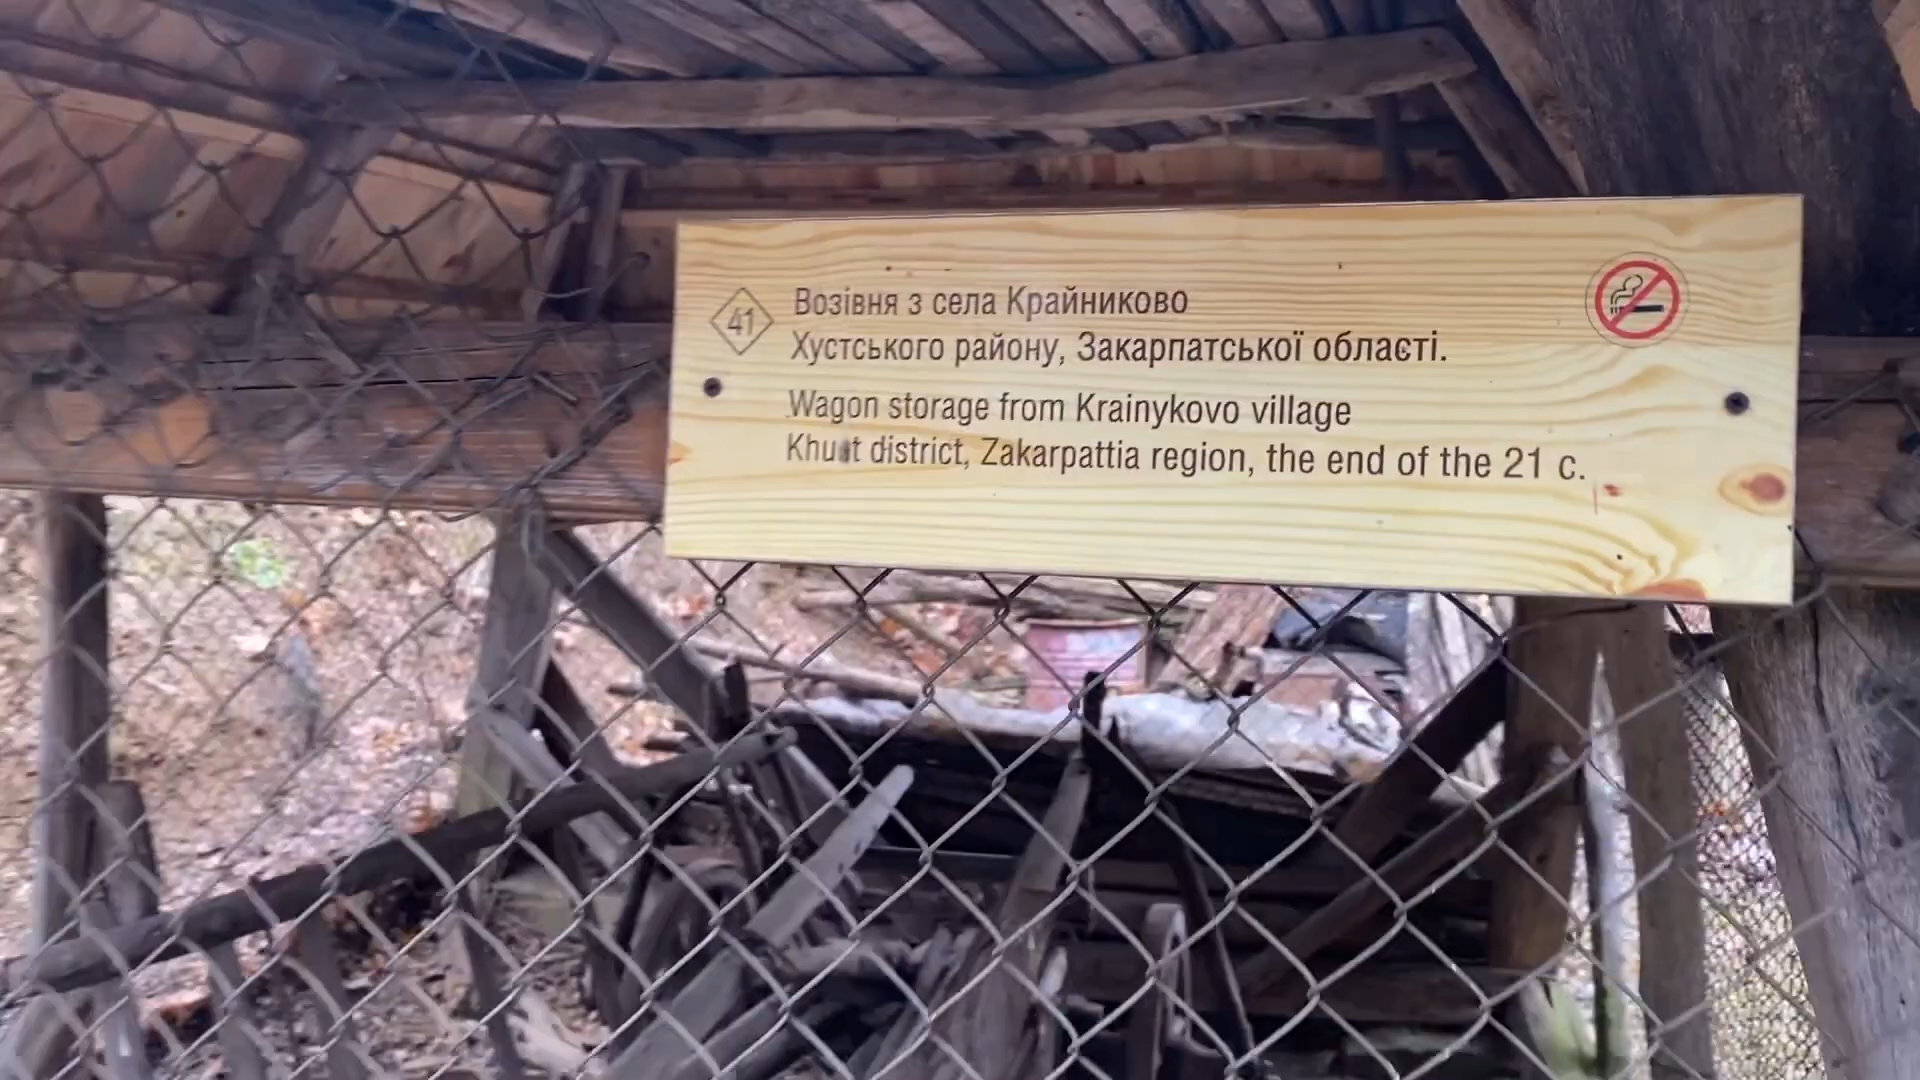 41
Возівня з села Крайниково
Хустського району, Закарпатської області.
Wagon storage from Krainykovo village
Khust district, Zakarpattia region, the end of the 21 c.